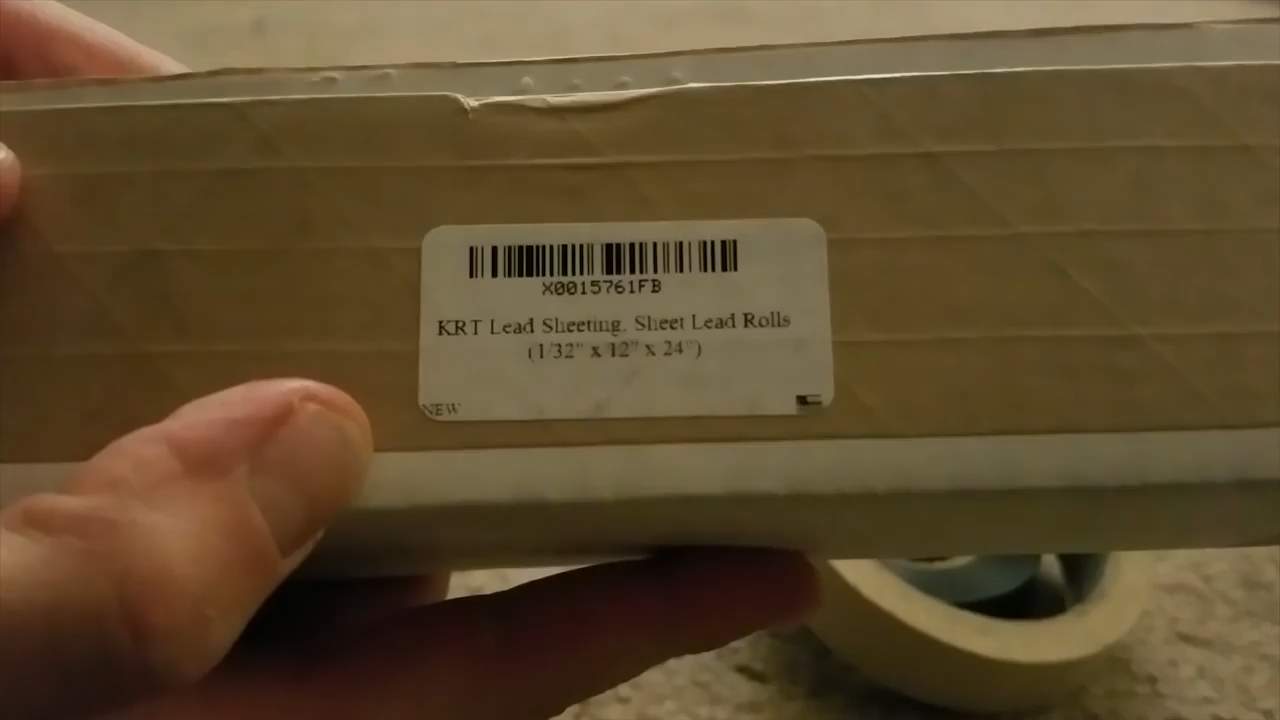 X0015761FB
KRT Lead Sheeting, Sheet Lead Rolls
(1/32" x 12" x 24")
NEW